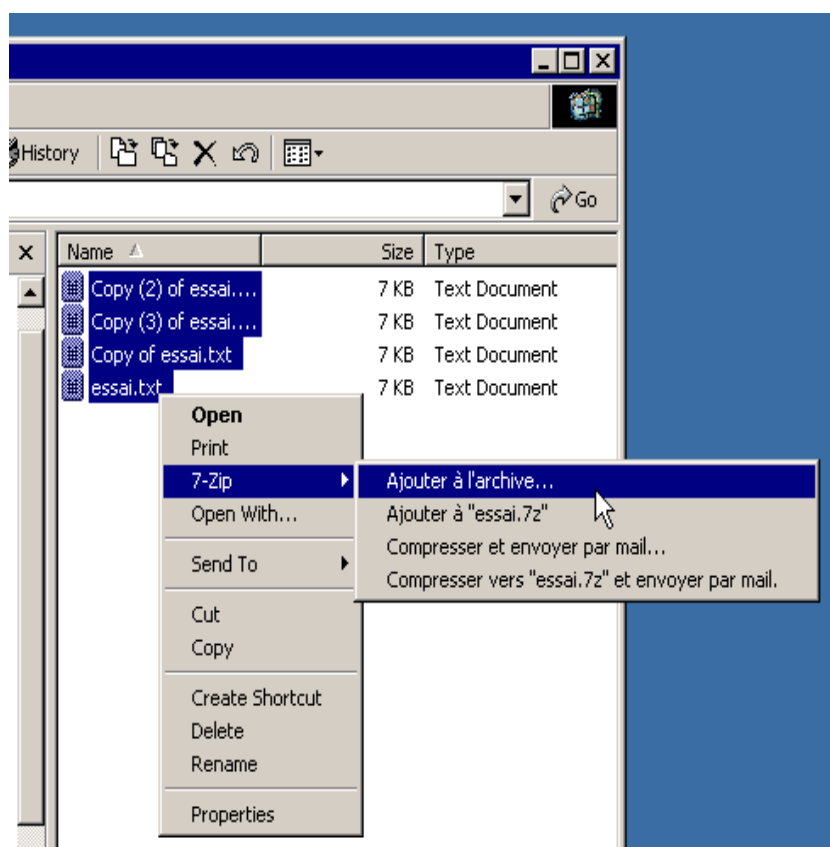 History
Go
Name Size Type
Copy (2) of essai.... 7 KB Text Document
Copy (3) of essai.... 7 KB Text Document
Copy of essai.txt 7 KB Text Document
essai.txt 7 KB Text Document
Open
Print
7-Zip
Open With...
Send To
Cut
Copy
Create Shortcut
Delete
Rename
Properties
Ajouter à l'archive...
Ajouter à "essai.7z"
Compresser et envoyer par mail...
Compresser vers "essai.7z" et envoyer par mail.